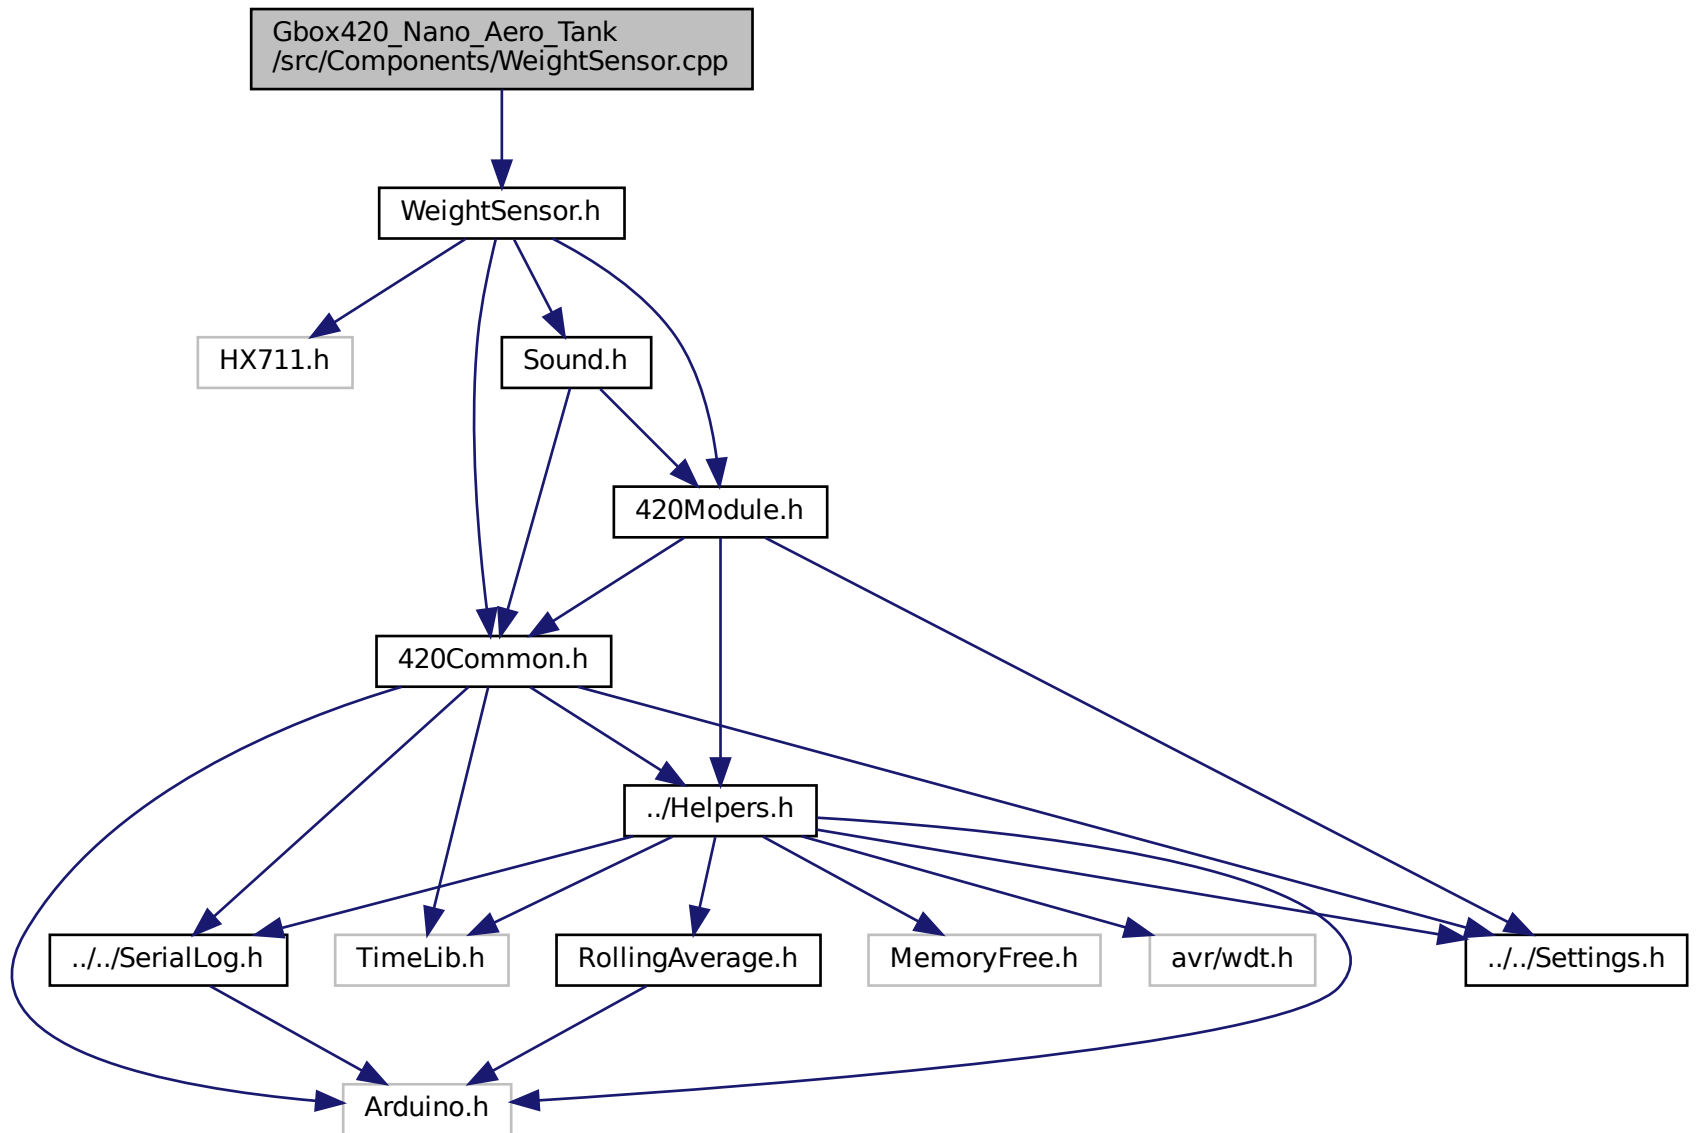 Gbox420_Nano_Aero_Tank
/src/Components/WeightSensor.cpp
WeightSensor.h
HX711.h
Sound.h
420Module.h
420Common.h
../Helpers.h
../../SerialLog.h
TimeLib.h
RollingAverage.h
MemoryFree.h
avr/wdt.h
../../Settings.h
Arduino.h